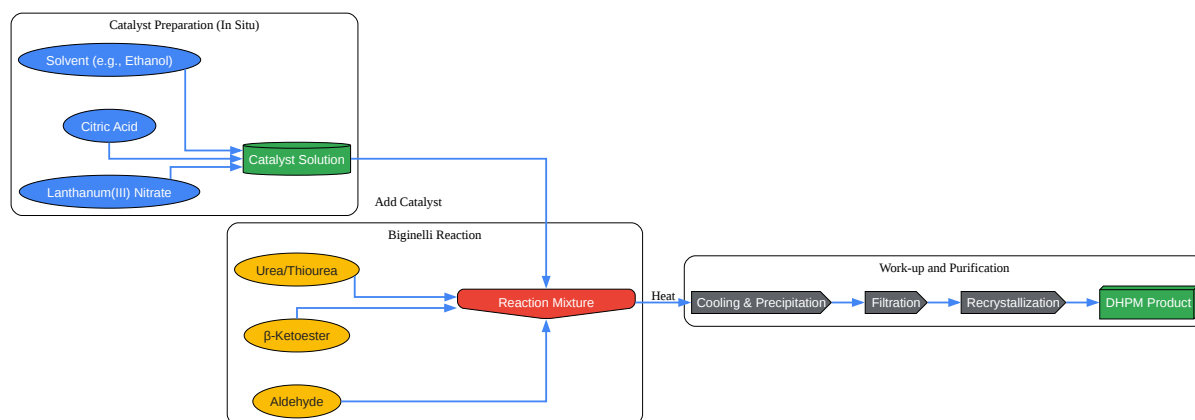 Catalyst Preparation (In Situ)
Solvent (e.g., Ethanol)
Citric Acid
Catalyst Solution
Lanthanum(III) Nitrate
Add Catalyst
Biginelli Reaction
Urea/Thiourea
β-Ketoester
Aldehyde
Reaction Mixture
Heat
Work-up and Purification
Cooling & Precipitation
Filtration
Recrystallization
DHPM Product